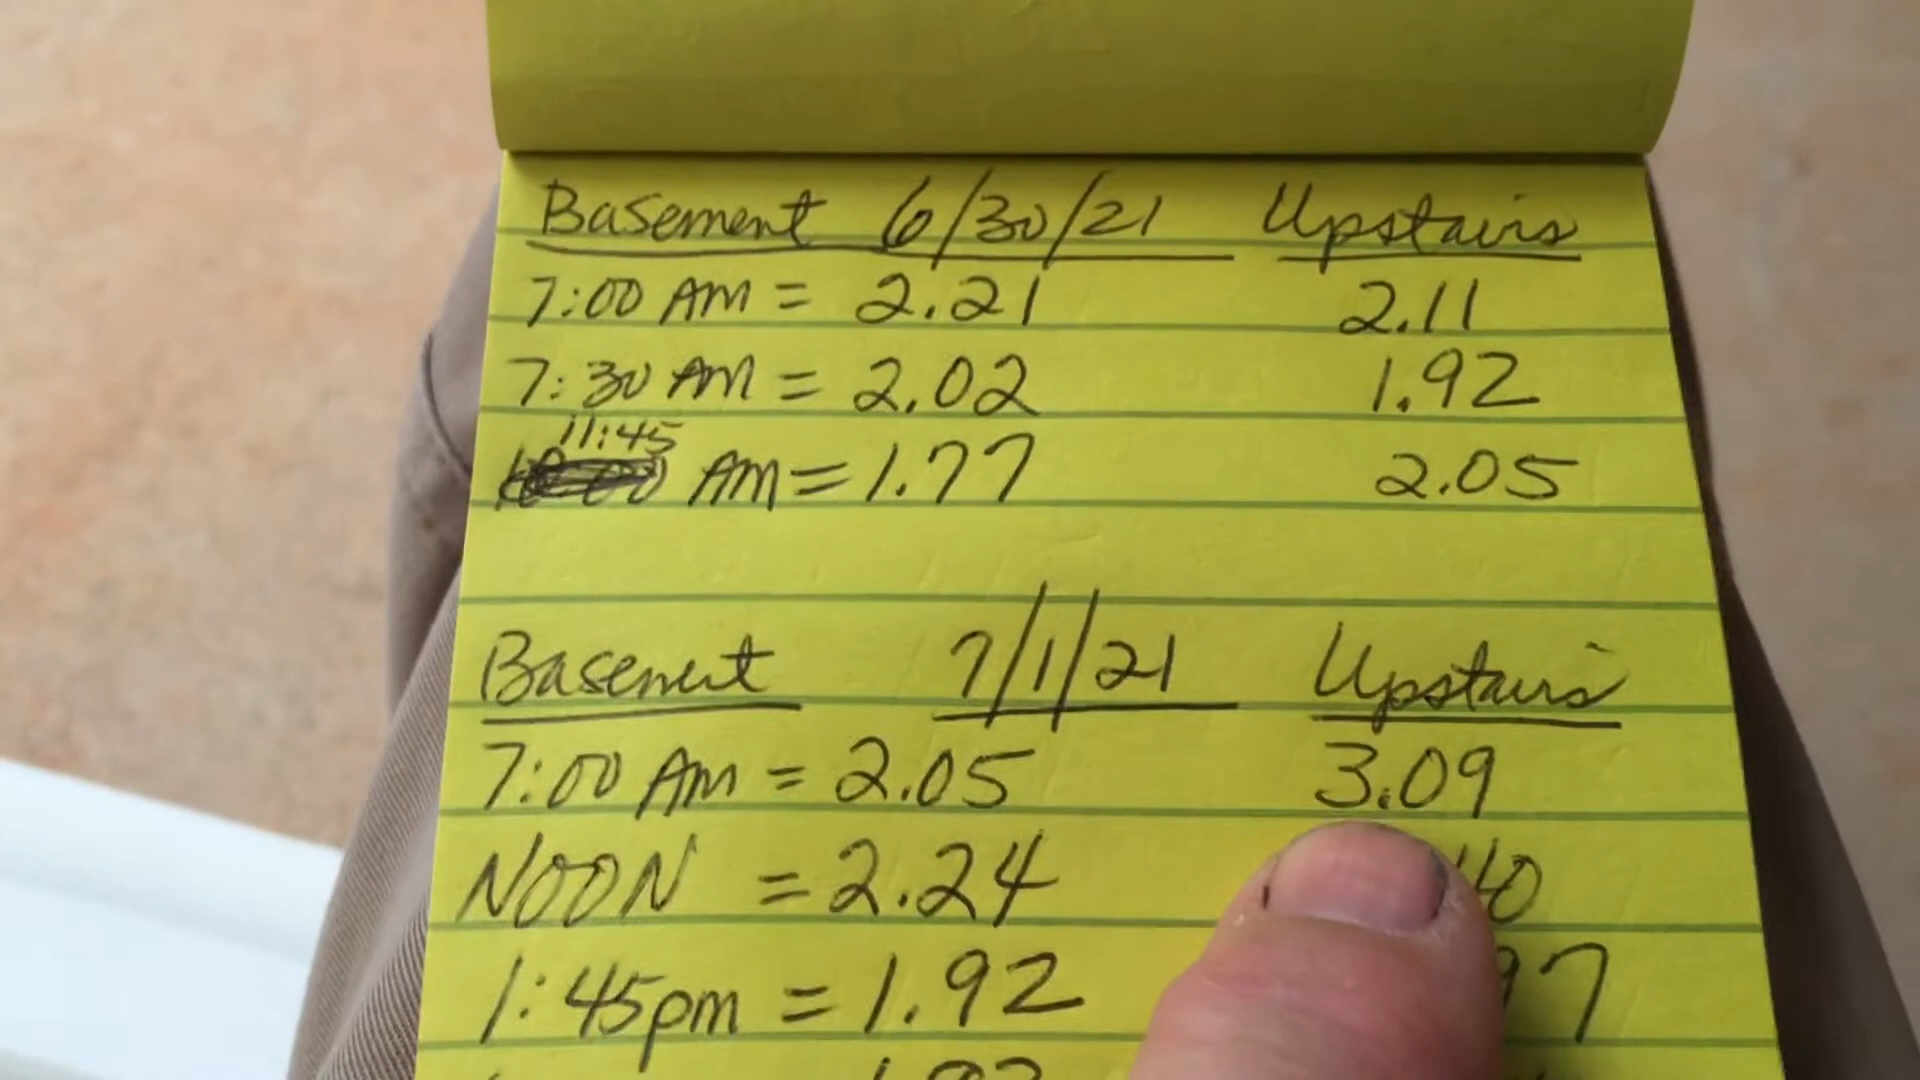 Basement 6/30/21 Upstairs
7:00 AM = 2.21 2.11
7:30 AM = 2.02 1.92
11:45
AM = 1.77 2.05
Basement 7/1/21 Upstairs
7:00 AM = 2.05 3.09
NOON = 2.24 40
1:45pm = 1.92 97